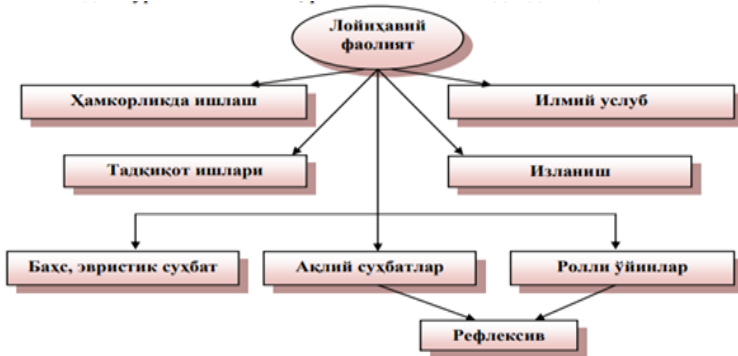 Лойиҳавий
фаолият
Ҳамкорликда ишлаш
Илмий услуб
Тадқиқот ишлари
Изланиш
Баҳс, эвристик суҳбат
Ақлий суҳбатлар
Ролли ўйинлар
Рефлексив